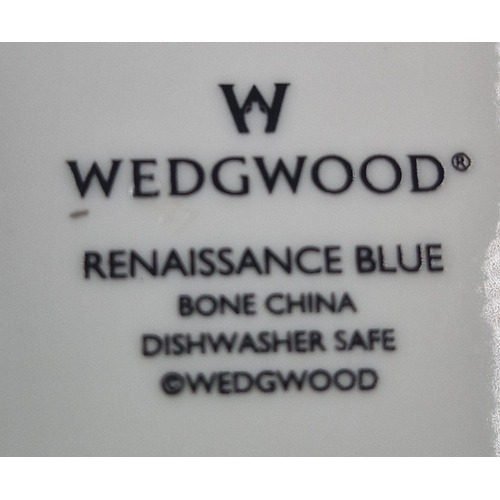 W
WEDGWOOD®
RENAISSANCE BLUE
BONE CHINA
DISHWASHER SAFE
©WEDGWOOD